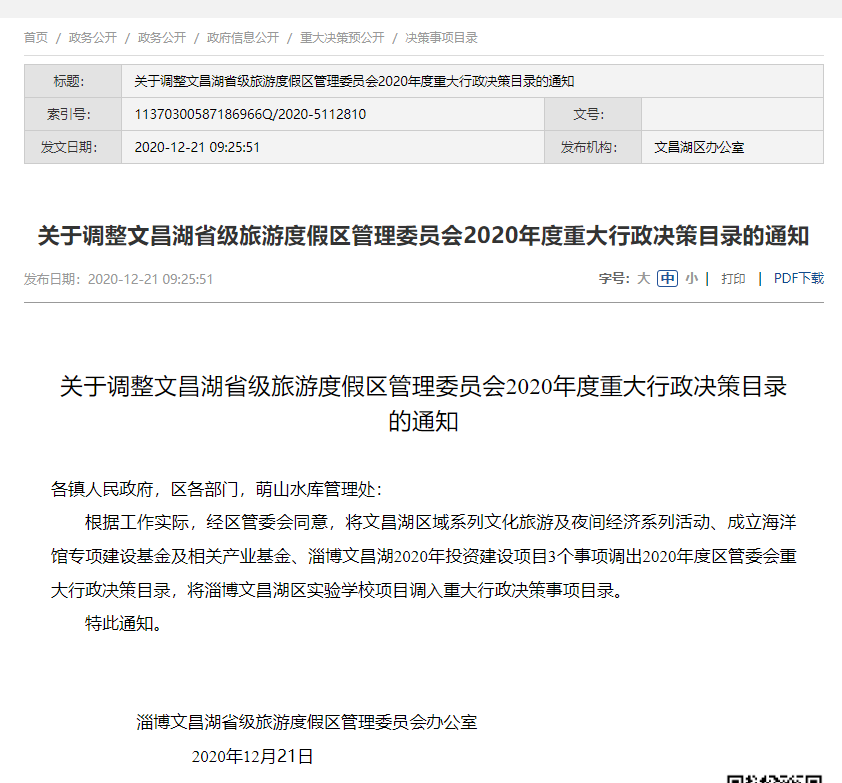 首页 / 政务公开 / 政务公开 / 政府信息公开 / 重大决策预公开 / 决策事项目录
标题： 关于调整文昌湖省级旅游度假区管理委员会2020年度重大行政决策目录的通知
索引号： 11370300587186966Q/2020-5112810 文号：
发文日期： 2020-12-21 09:25:51 发布机构： 文昌湖区办公室
关于调整文昌湖省级旅游度假区管理委员会2020年度重大行政决策目录的通知
发布日期：2020-12-21 09:25:51 字号：大 中 小 | 打印 | PDF下载
关于调整文昌湖省级旅游度假区管理委员会2020年度重大行政决策目录
的通知
各镇人民政府，区各部门，萌山水库管理处：
根据工作实际，经区管委会同意，将文昌湖区域系列文化旅游及夜间经济系列活动、成立海洋
馆专项建设基金及相关产业基金、淄博文昌湖2020年投资建设项目3个事项调出2020年度区管委会重
大行政决策目录，将淄博文昌湖区实验学校项目调入重大行政决策事项目录。
特此通知。
淄博文昌湖省级旅游度假区管理委员会办公室
2020年12月21日